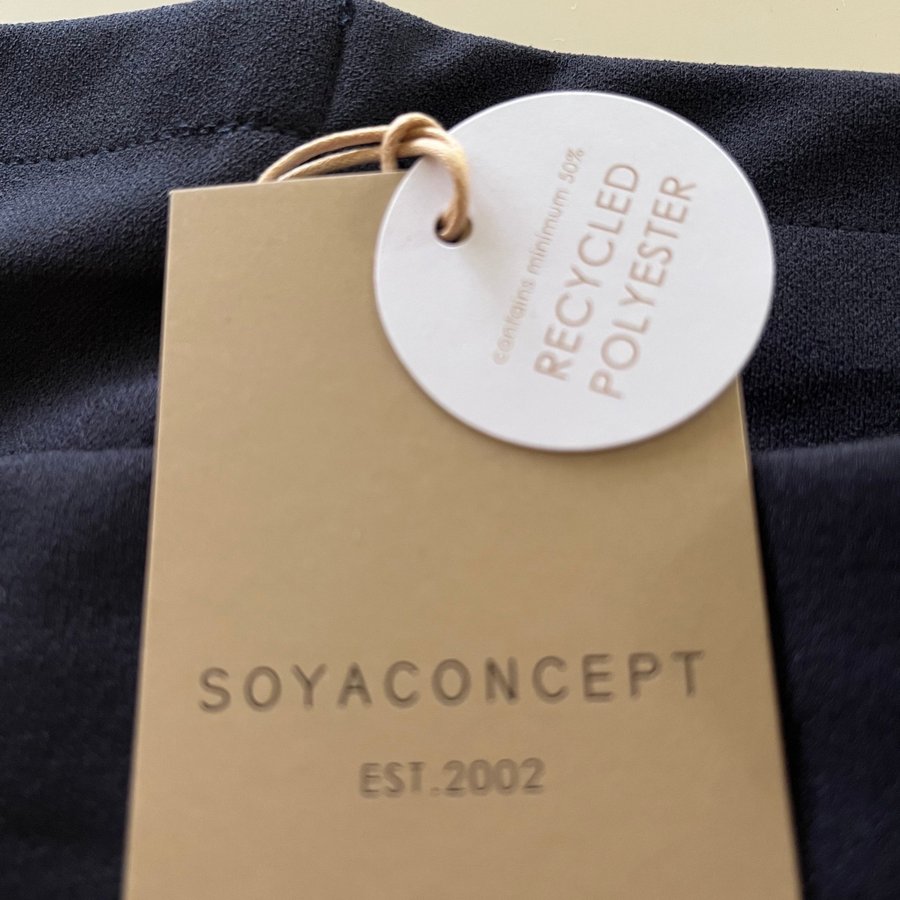 contains minimum 50%
RECYCLED
POLYESTER
SOYACONCEPT
EST.2002